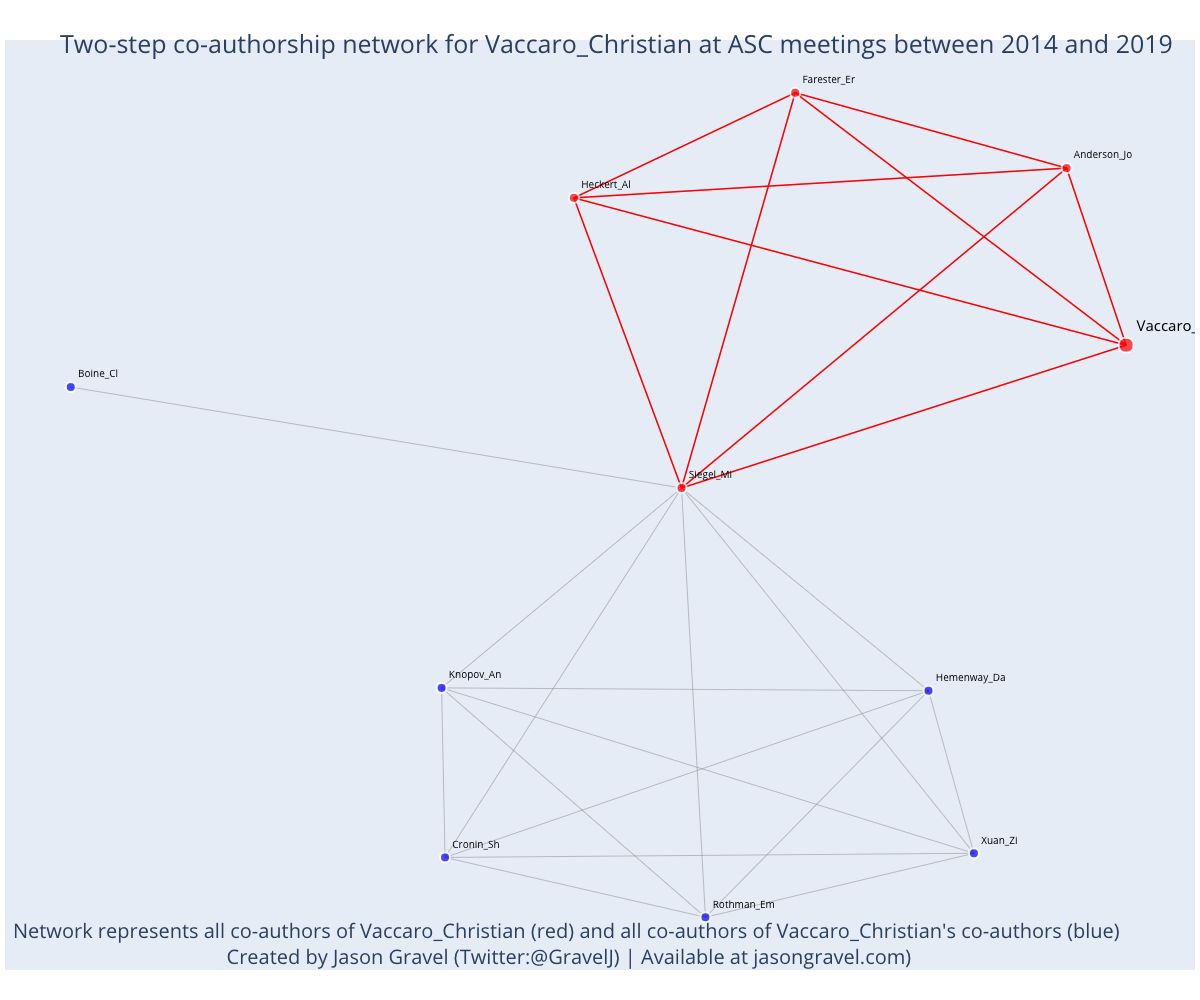 Two-step co-authorship network for Vaccaro_Christian at ASC meetings between 2014 and 2019
Farester_Er
Anderson_Jo
Heckert_Al
Vaccaro_
Boine_Cl
Siegel_Mi
Knopov_An
Hemenway_Da
Cronin_Sh
Xuan_Zi
Rothman_Em
Network represents all co-authors of Vaccaro_Christian (red) and all co-authors of Vaccaro_Christian's co-authors (blue)
Created by Jason Gravel (Twitter:@GravelJ) | Available at jasongravel.com)